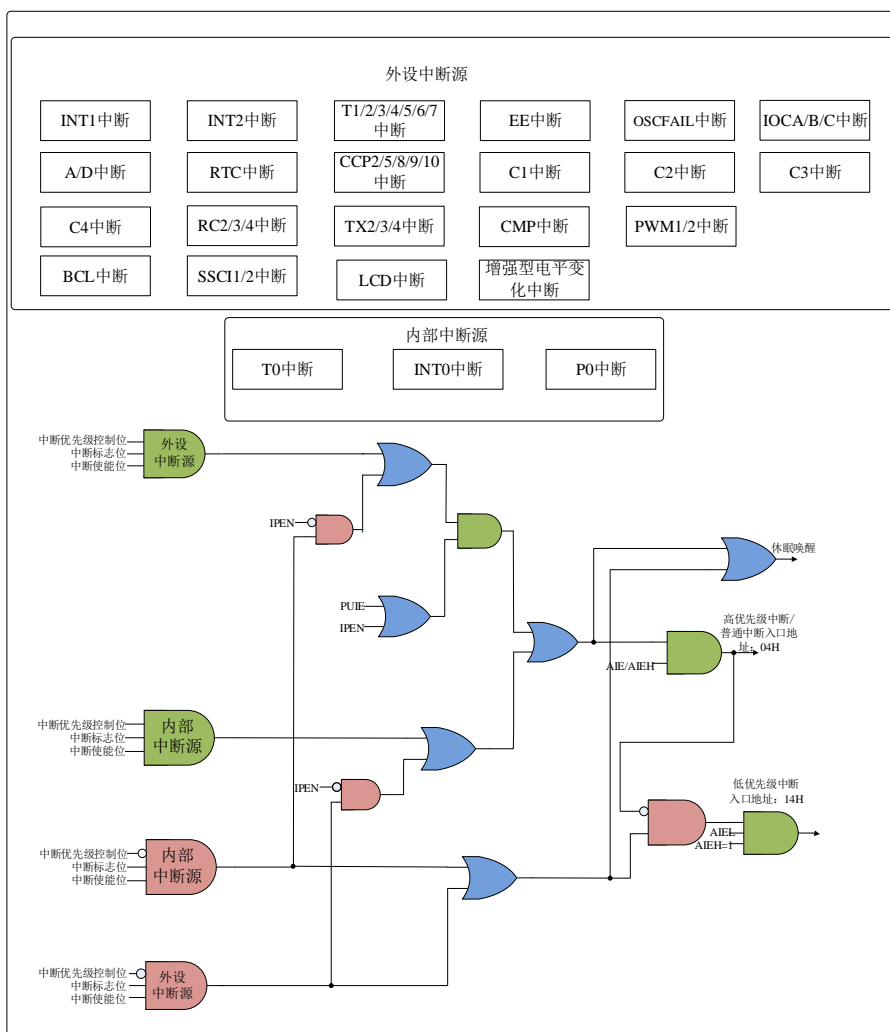 外设中断源
INT1中断
INT2中断
T1/2/3/4/5/6/7
中断
EE中断
OSCFAIL中断
IOCA/B/C中断
A/D中断
RTC中断
CCP2/5/8/9/10
中断
C1中断
C2中断
C3中断
C4中断
RC2/3/4中断
TX2/3/4中断
CMP中断
PWM1/2中断
BCL中断
SSCI1/2中断
LCD中断
增强型电平变
化中断
内部中断源
T0中断
INT0中断
P0中断
中断优先级控制位
中断标志位
中断使能位
外设
中断源
IPEN
PUIE
IPEN
休眠唤醒
高优先级中断/
普通中断入口地
址：04H
AIE/AIEH
中断优先级控制位
中断标志位
中断使能位
内部
中断源
IPEN
低优先级中断
入口地址：14H
AIEL
AIEH=1
中断优先级控制位
中断标志位
中断使能位
内部
中断源
中断优先级控制位
中断标志位
中断使能位
外设
中断源